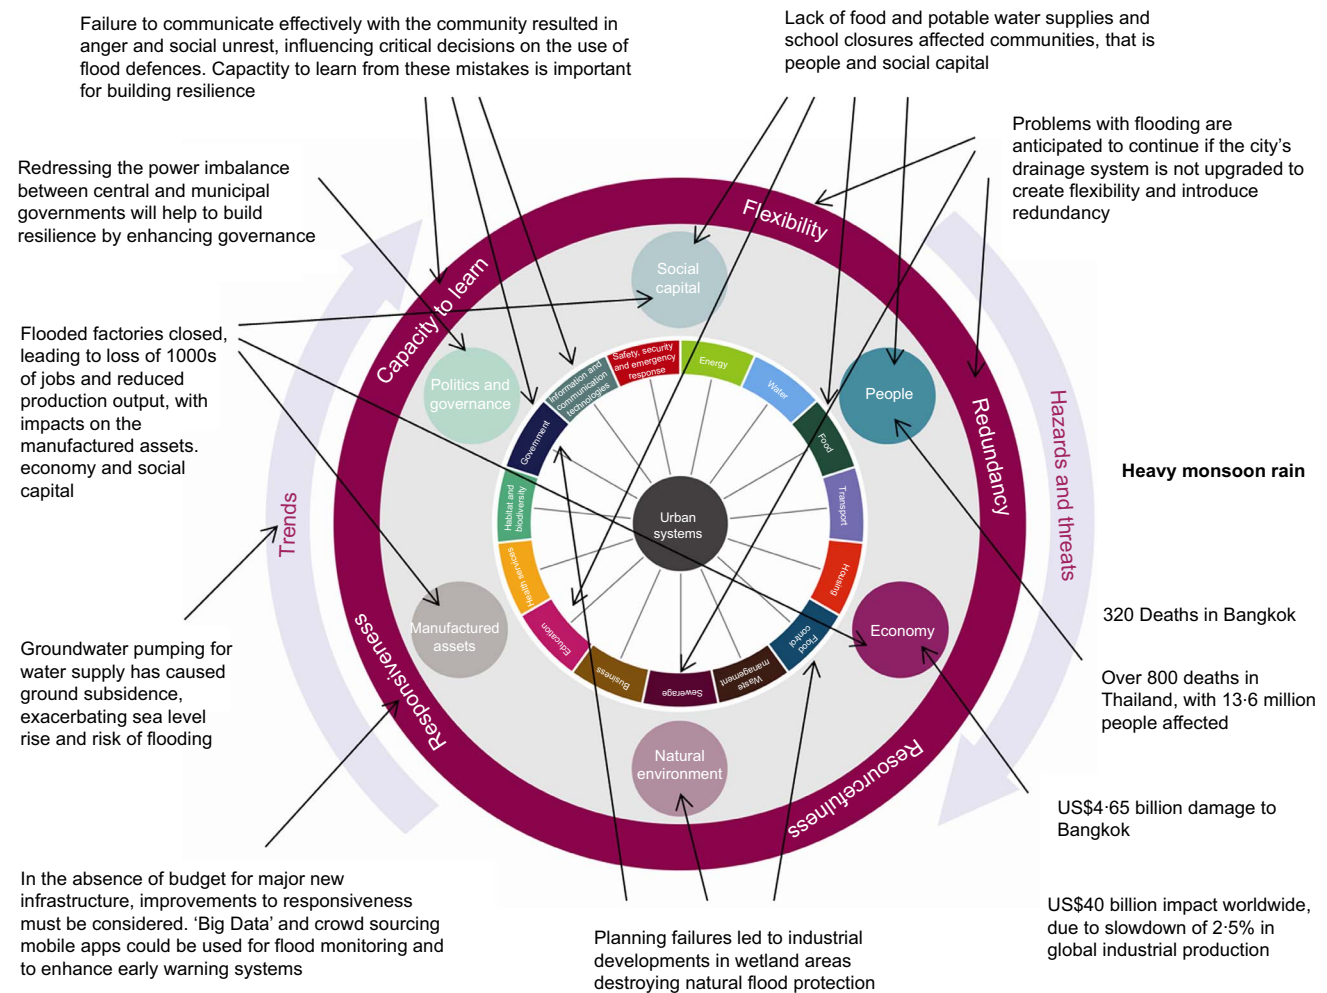 Failure to communicate effectively with the community resulted in
anger and social unrest, influencing critical decisions on the use of
flood defences. Capactity to learn from these mistakes is important
for building resilience
Lack of food and potable water supplies and
school closures affected communities, that is
people and social capital
Problems with flooding are
anticipated to continue if the city’s
drainage system is not upgraded to
create flexibility and introduce
redundancy
Redressing the power imbalance
between central and municipal
governments will help to build
resilience by enhancing governance
Flooded factories closed,
leading to loss of 1000s
of jobs and reduced
production output, with
impacts on the
manufactured assets.
economy and social
capital
Groundwater pumping for
water supply has caused
ground subsidence,
exacerbating sea level
rise and risk of flooding
In the absence of budget for major new
infrastructure, improvements to responsiveness
must be considered. ‘Big Data’ and crowd sourcing
mobile apps could be used for flood monitoring and
to enhance early warning systems
Trends
Capacity to learn
Flexibility
Redundancy
Resourcefulness
Responsiveness
Hazards and threats
Social
capital
People
Economy
Natural
environment
Manufactured
assets
Politics and
governance
Safety, security
and emergency
response
Energy
Water
Food
Transport
Housing
Flood
control
Waste
management
Sewerage
Business
Education
Health services
Habitat and
biodiversity
Government
Information and
communication
technologies
Urban
systems
Heavy monsoon rain
320 Deaths in Bangkok
Over 800 deaths in
Thailand, with 13·6 million
people affected
US$4·65 billion damage to
Bangkok
US$40 billion impact worldwide,
due to slowdown of 2·5% in
global industrial production
Planning failures led to industrial
developments in wetland areas
destroying natural flood protection